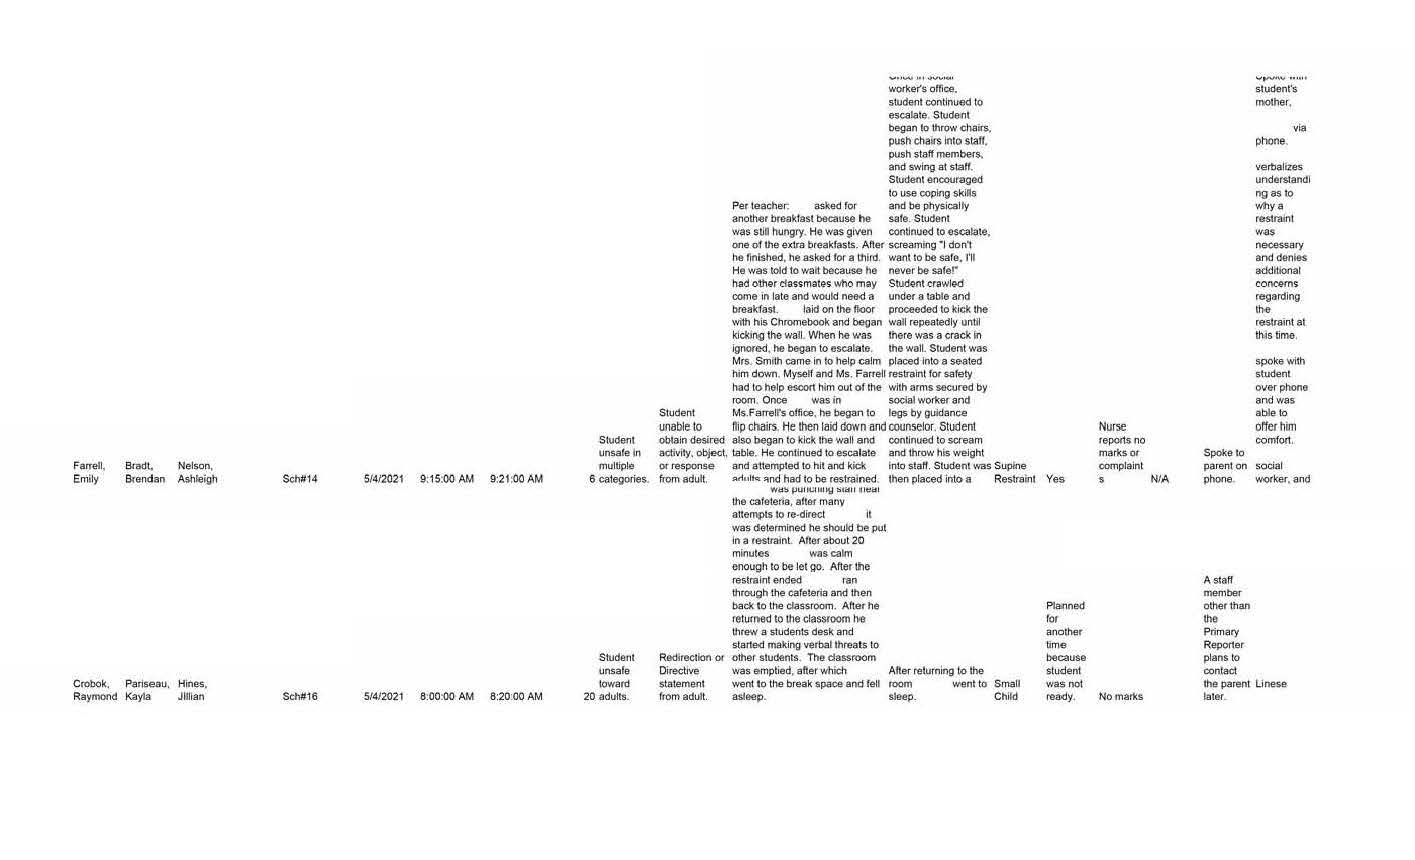 Farrell,
Emily
Bradt,
Brendan
Nelson,
Ashleigh
Sch#14
5/4/2021
9:15:00 AM
9:21:00 AM
6
Student
unsafe in
multiple
categories.
Student
unable to
obtain desired
activity, object,
or response
from adult.
Per teacher: asked for
another breakfast because he
was still hungry. He was given
one of the extra breakfasts. After
he finished, he asked for a third.
He was told to wait because he
had other classmates who may
come in late and would need a
breakfast. laid on the floor
with his Chromebook and began
kicking the wall. When he was
ignored, he began to escalate.
Mrs. Smith came in to help calm
him down. Myself and Ms. Farrell
had to help escort him out of the
room. Once was in
Ms.Farrell's office, he began to
flip chairs. He then laid down and
also began to kick the wall and
table. He continued to escalate
and attempted to hit and kick
adults and had to be restrained.
Once in social
worker's office,
student continued to
escalate. Student
began to throw chairs,
push chairs into staff,
push staff members,
and swing at staff.
Student encouraged
to use coping skills
and be physically
safe. Student
continued to escalate,
screaming "I don't
want to be safe, I'll
never be safe!"
Student crawled
under a table and
proceeded to kick the
wall repeatedly until
there was a crack in
the wall. Student was
placed into a seated
restraint for safety
with arms secured by
social worker and
legs by guidance
counselor. Student
continued to scream
and throw his weight
into staff. Student was
then placed into a
Supine
Restraint
Yes
Nurse
reports no
marks or
complaint
s
N/A
Spoke to
parent on
phone.
Spoke with
student's
mother,
via
phone.
verbalizes
understandi
ng as to
why a
restraint
was
necessary
and denies
additional
concerns
regarding
the
restraint at
this time.
spoke with
student
over phone
and was
able to
offer him
comfort.
social
worker, and
Crobok,
Raymond
Pariseau,
Kayla
Hines,
Jillian
Sch#16
5/4/2021
8:00:00 AM
8:20:00 AM
20
Student
unsafe
toward
adults.
Redirection or
Directive
statement
from adult.
was punching staff near
the cafeteria, after many
attempts to re-direct it
was determined he should be put
in a restraint. After about 20
minutes was calm
enough to be let go. After the
restraint ended ran
through the cafeteria and then
back to the classroom. After he
returned to the classroom he
threw a students desk and
started making verbal threats to
other students. The classroom
was emptied, after which
went to the break space and fell
asleep.
After returning to the
room went to
sleep.
Small
Child
Planned
for
another
time
because
student
was not
ready.
No marks
A staff
member
other than
the
Primary
Reporter
plans to
contact
the parent
later.
Linese